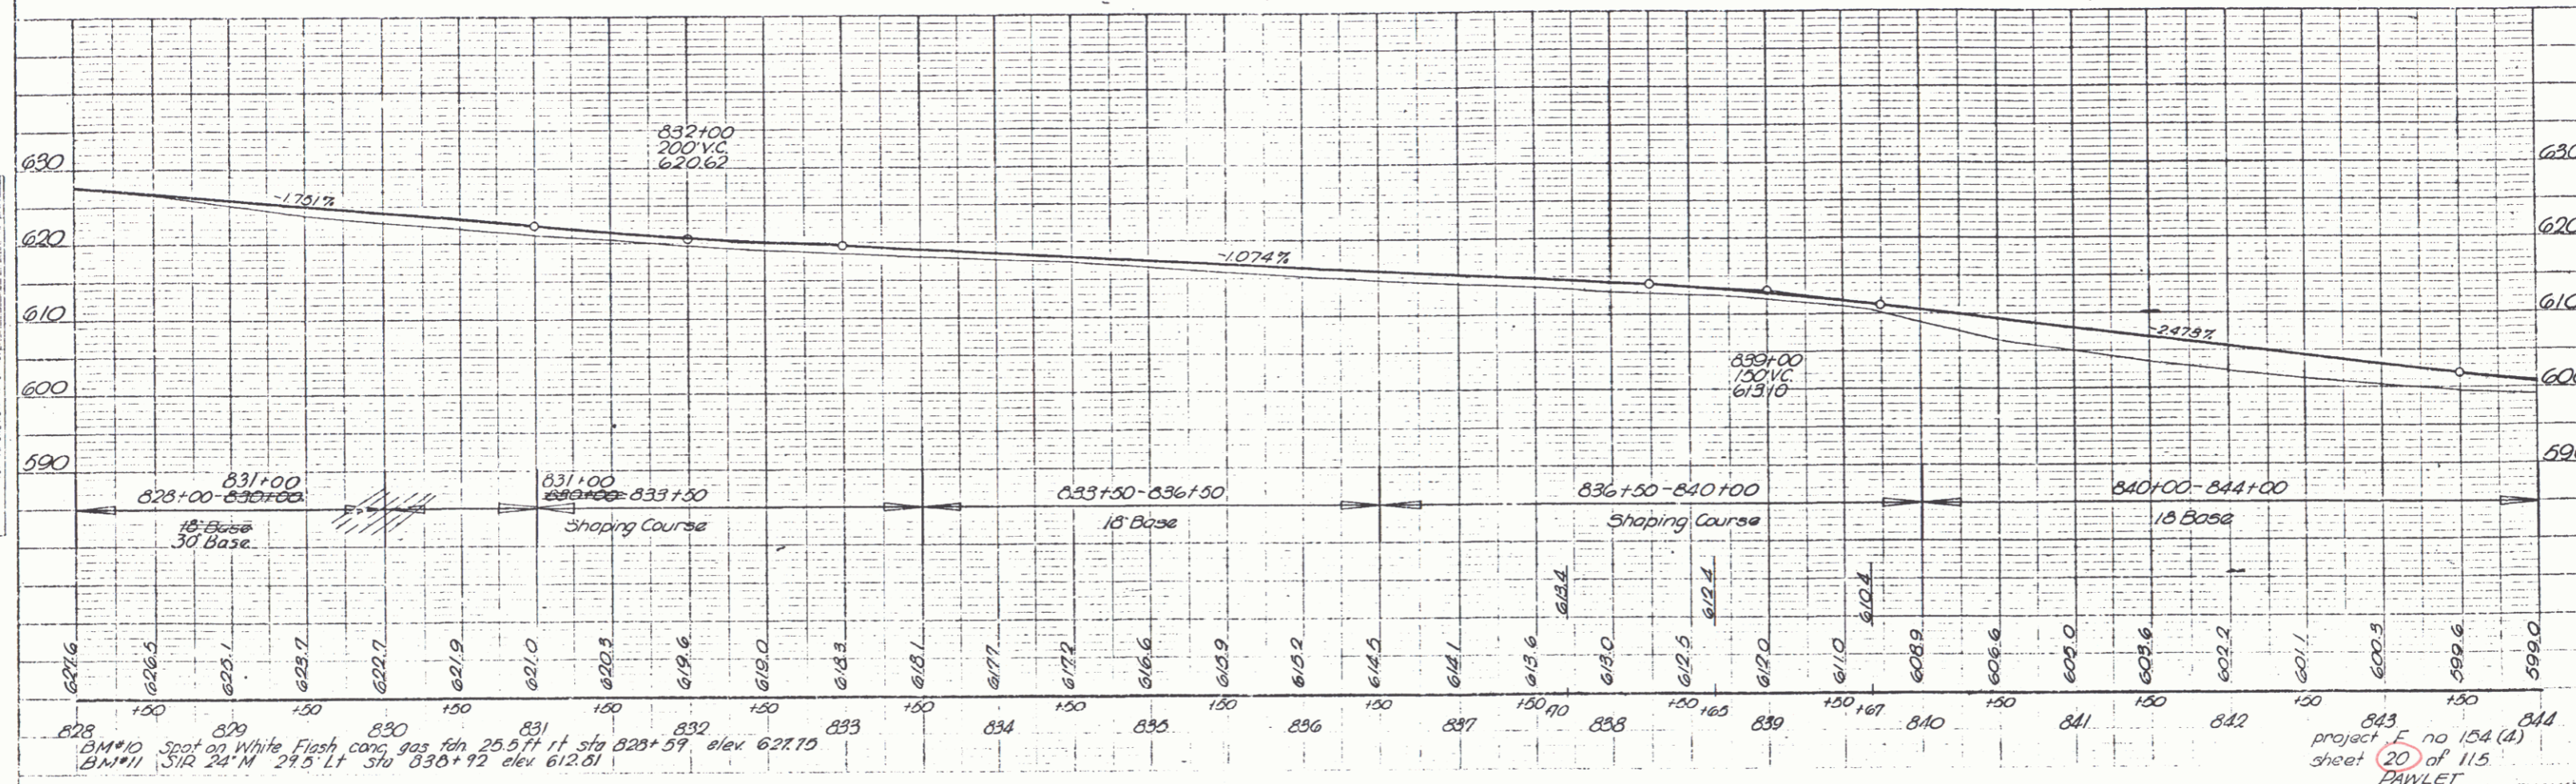 832+00
200' V.C.
620.62
630
630
-1.751%
620
620
-1.074%
610
610
-2.478%
839+00
150' V.C.
613.10
600
600
590
590
831+00
828+00-830+00
18" Base
30" Base
831+00
830+00-833+50
Shaping Course
833+50-836+50
18" Base
836+50-840+00
Shaping Course
840+00-844+00
18" Base
613.4
612.4
610.4
627.6 626.5 625.1 623.7 622.7 621.9 621.0 620.3 619.6 619.0 618.3 618.1 617.7 617.2 616.6 615.9 615.2 614.5 614.1 613.6 613.0 612.5 612.0 611.0 608.9 606.6 605.0 603.6 602.2 601.1 600.3 599.6 599.0
+50 +50 +50 +50 +50 +50 +50 +50 +50 +50 +70 +50 +65 +50 +67 +50 +50 +50 +50
828 829 830 831 832 833 834 835 836 837 838 839 840 841 842 843 844
BM#10 Spot on White Flash conc gas fdn 25.5 ft rt sta 828+59 elev. 627.75
BM#11 SIR 24" M 29.5' Lt sta 838+92 elev 612.81
project F no 154(4)
sheet 20 of 115
PAWLET